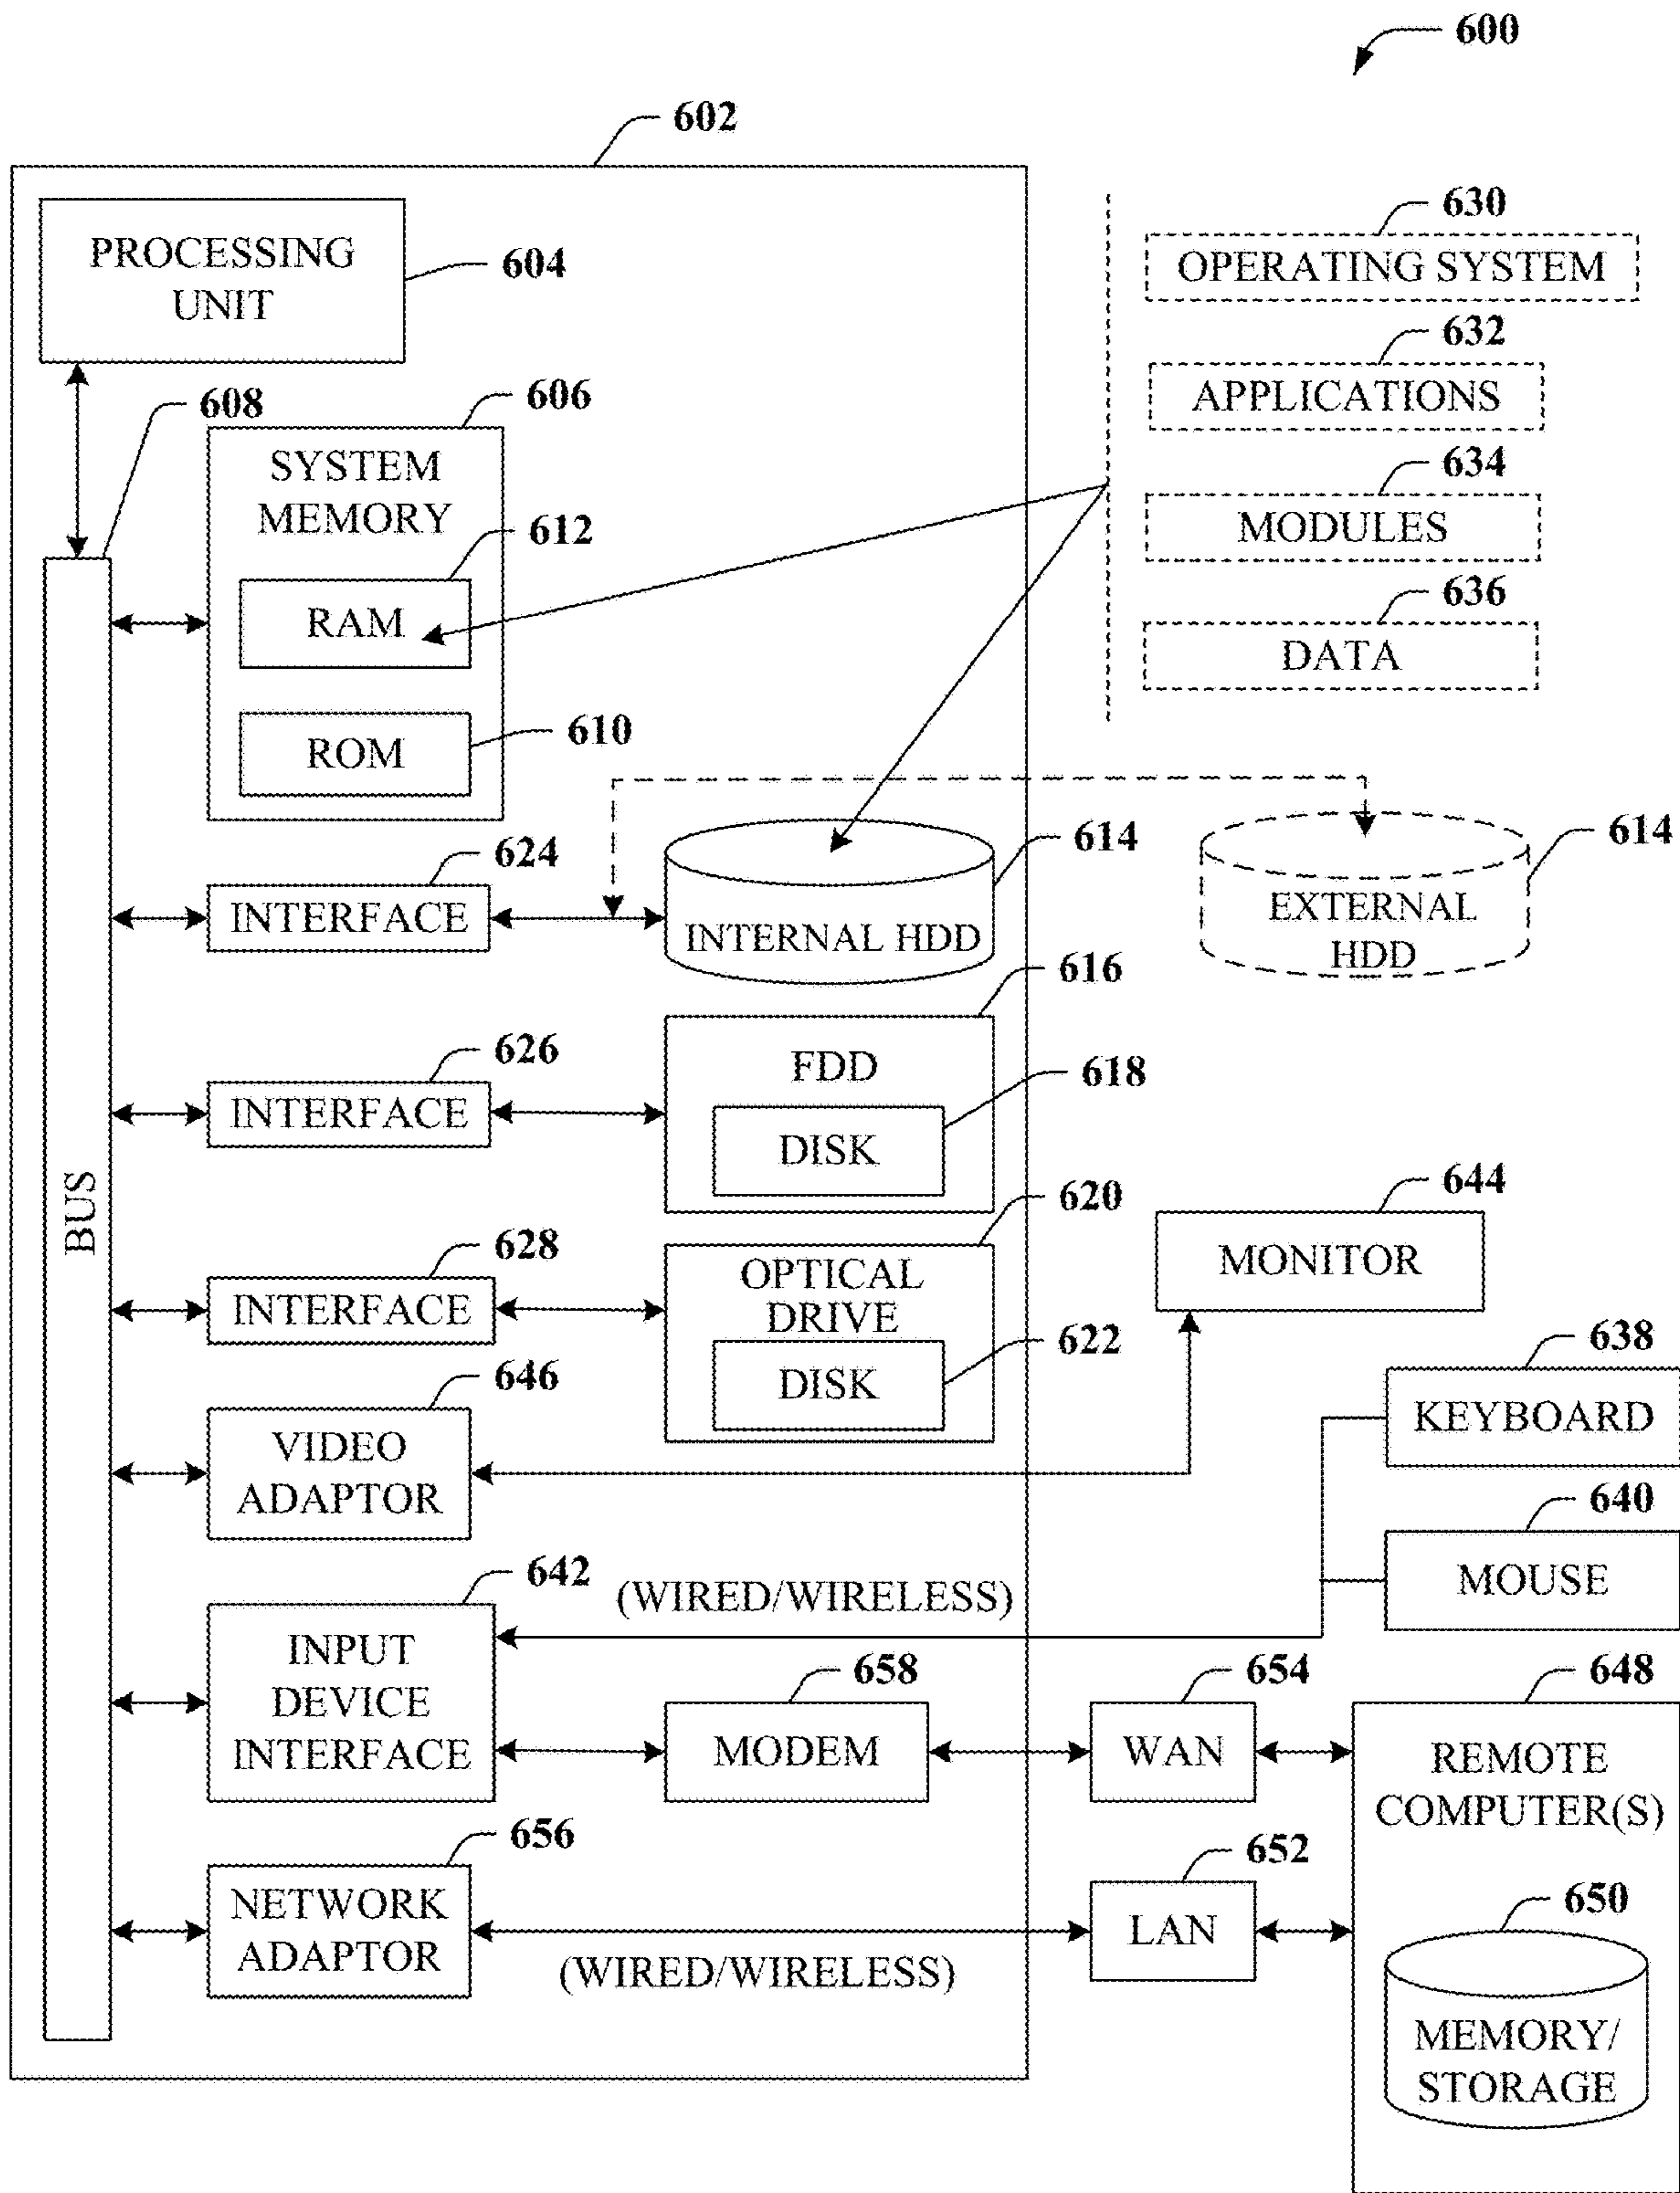 600
602
PROCESSING
UNIT
604
630
OPERATING SYSTEM
632
APPLICATIONS
634
MODULES
636
DATA
608
606
SYSTEM
MEMORY
612
RAM
610
ROM
624
INTERFACE
614
INTERNAL HDD
614
EXTERNAL
HDD
616
626
INTERFACE
FDD
618
DISK
BUS
620
628
INTERFACE
OPTICAL
DRIVE
622
DISK
644
MONITOR
646
VIDEO
ADAPTOR
638
KEYBOARD
640
MOUSE
642
(WIRED/WIRELESS)
INPUT
DEVICE
INTERFACE
658
MODEM
654
WAN
648
REMOTE
COMPUTER(S)
656
NETWORK
ADAPTOR
(WIRED/WIRELESS)
652
LAN
650
MEMORY/
STORAGE